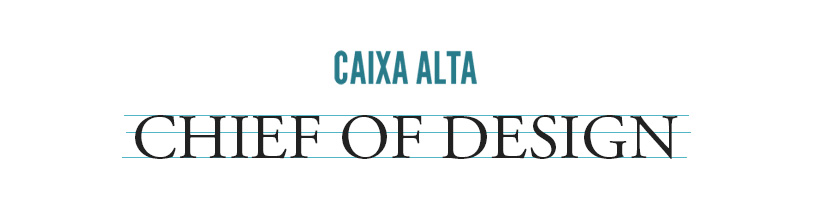 CAIXA ALTA
CHIEF OF DESIGN